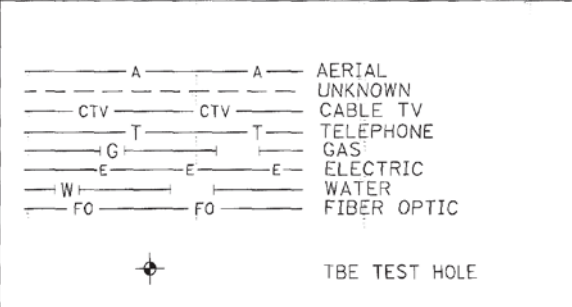 A A AERIAL
UNKNOWN
CTV CTV CABLE TV
T T TELEPHONE
G GAS
E E E ELECTRIC
W WATER
FO FO FIBER OPTIC
TBE TEST HOLE